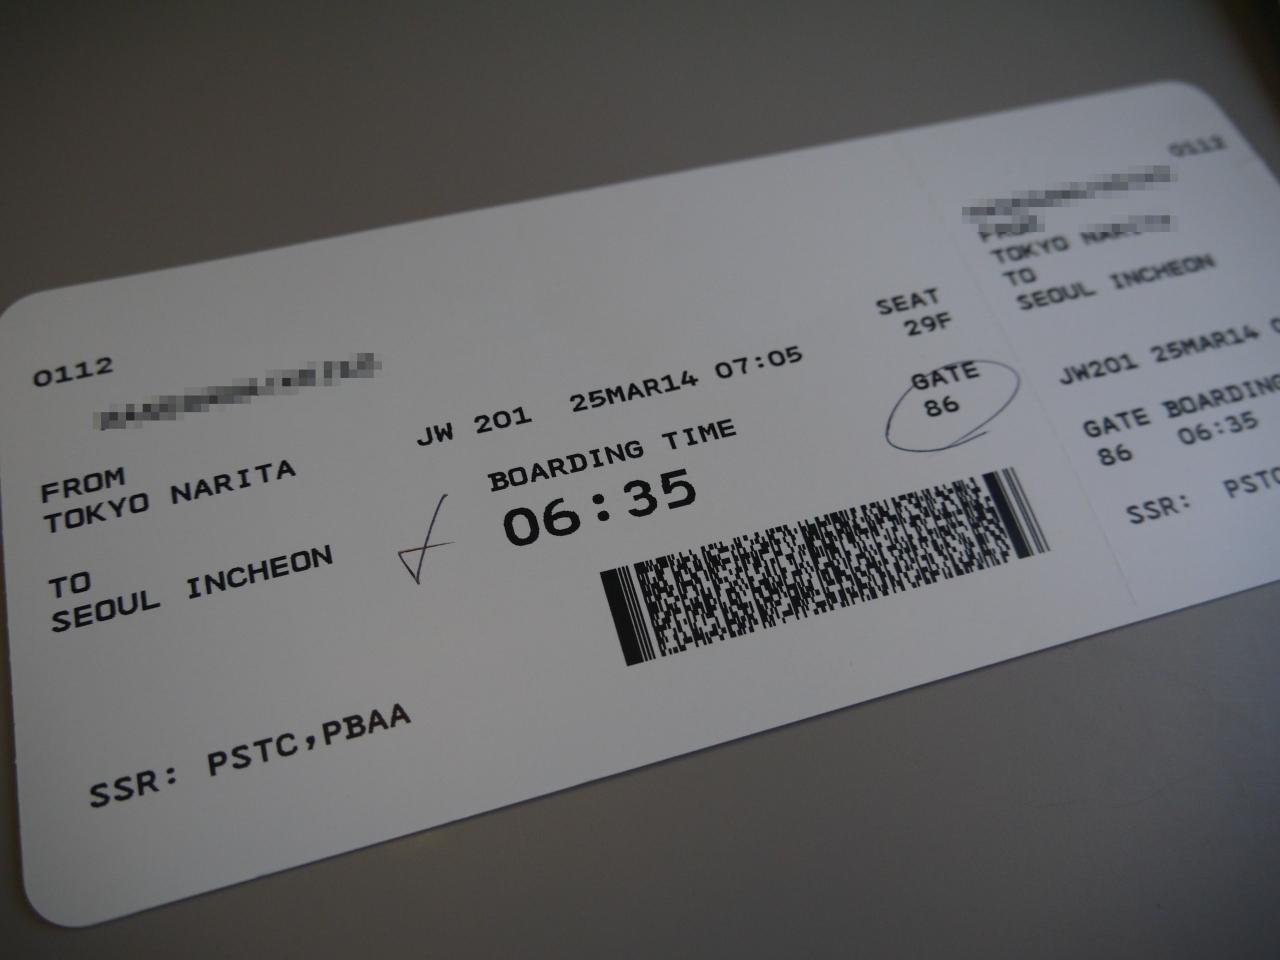 0112
FROM
TOKYO NARITA
TO
SEOUL INCHEON
JW 201 25MAR14 07:05
BOARDING TIME
06:35
SEAT
29F
GATE
86
SSR: PSTC,PBAA
0112
FROM
TOKYO NARITA
TO
SEOUL INCHEON
JW201 25MAR14
GATE BOARDING
86 06:35
SSR: PSTC